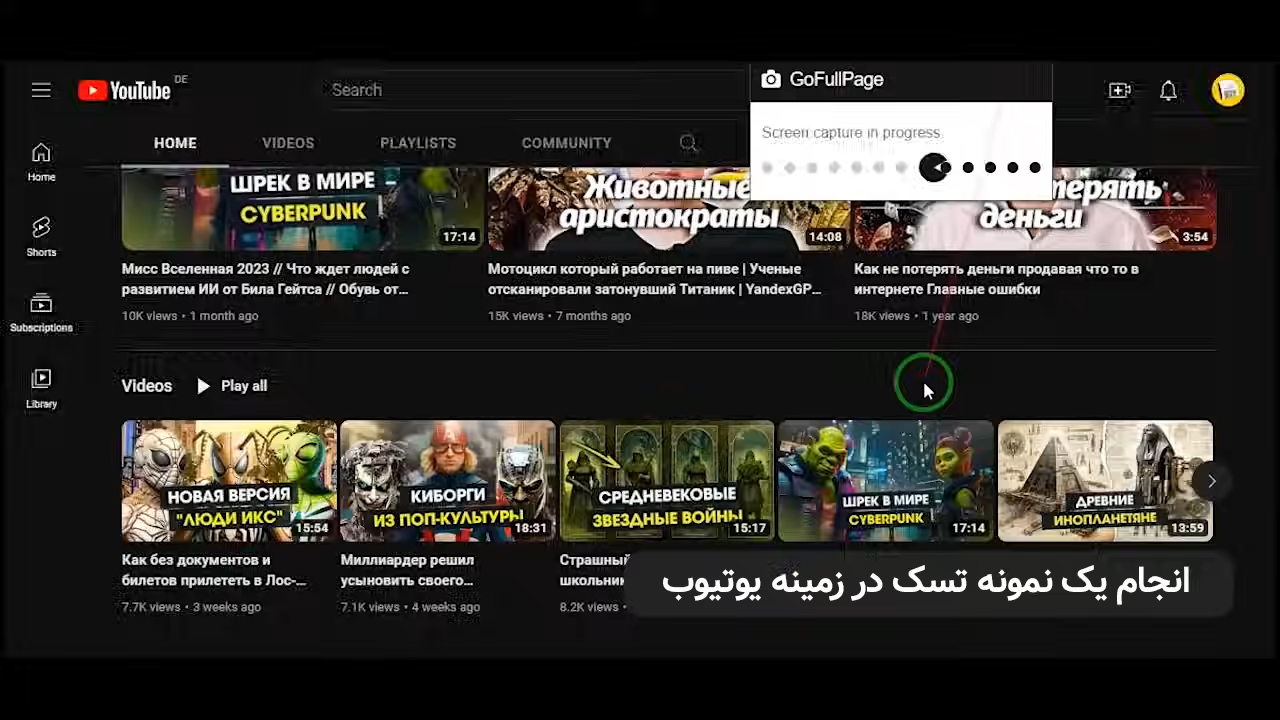 YouTube DE
Search
GoFullPage
Screen capture in progress
HOME
VIDEOS
PLAYLISTS
COMMUNITY
Home
Shorts
Subscriptions
Library
ШРЕК В МИРЕ
CYBERPUNK
17:14
Животные
аристократы
14:08
терять
деньги
3:54
Мисс Вселенная 2023 // Что ждет людей с
развитием ИИ от Била Гейтса // Обувь от...
10K views • 1 month ago
Мотоцикл который работает на пиве | Ученые
отсканировали затонувший Титаник | YandexGP...
15K views • 7 months ago
Как не потерять деньги продавая что то в
интернете Главные ошибки
18K views • 1 year ago
Videos
Play all
НОВАЯ ВЕРСИЯ
"ЛЮДИ ИКС"
15:54
КИБОРГИ
ИЗ ПОП-КУЛЬТУРЫ
18:31
СРЕДНЕВЕКОВЫЕ
ЗВЕЗДНЫЕ ВОЙНЫ
15:17
ШРЕК В МИРЕ
CYBERPUNK
17:14
ДРЕВНИЕ
ИНОПЛАНЕТЯНЕ
13:59
Как без документов и
билетов прилететь в Лос-...
7.7K views • 3 weeks ago
Миллиардер решил
усыновить своего...
7.1K views • 4 weeks ago
Страшный
школьник
8.2K views •
انجام یک نمونه تسک در زمینه یوتیوب